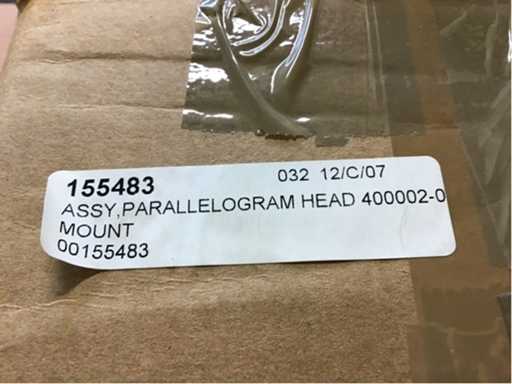 155483 032 12/C/07
ASSY,PARALLELOGRAM HEAD 400002-0
MOUNT
00155483